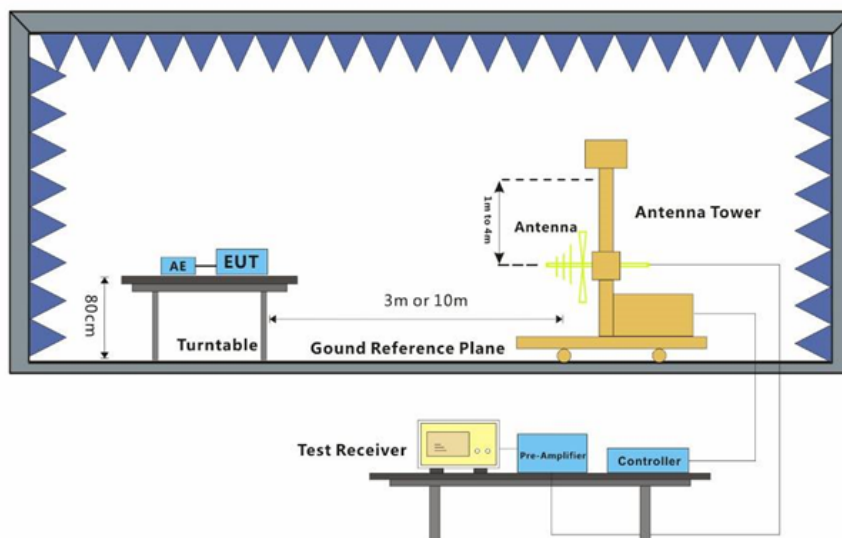 1m to 4m
Antenna
Antenna Tower
AE
EUT
80cm
3m or 10m
Turntable
Gound Reference Plane
Test Receiver
Pre-Amplifier
Controller